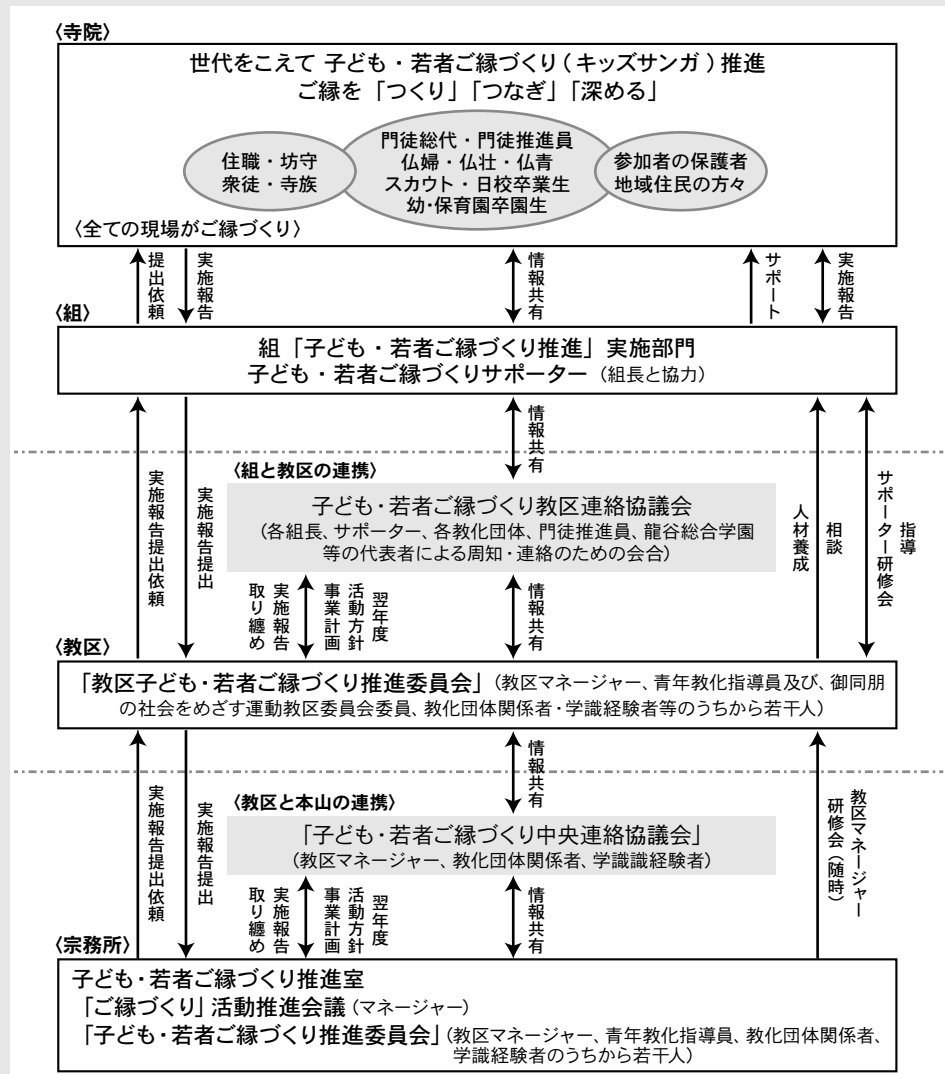 〈寺院〉
世代をこえて 子ども・若者ご縁づくり（キッズサンガ）推進
ご縁を「つくり」「つなぎ」「深める」
住職・坊守
衆徒・寺族
門徒総代・門徒推進員
仏婦・仏壮・仏青
スカウト・日校卒業生
幼・保育園卒園生
参加者の保護者
地域住民の方々
〈全ての現場がご縁づくり〉
提出依頼
実施報告
情報共有
サポート
実施報告
〈組〉
組「子ども・若者ご縁づくり推進」実施部門
子ども・若者ご縁づくりサポーター（組長と協力）
実施報告提出依頼
実施報告提出
情報共有
人材養成
相談
サポーター研修会
指導
〈組と教区の連携〉
子ども・若者ご縁づくり教区連絡協議会
（各組長、サポーター、各教化団体、門徒推進員、龍谷総合学園
等の代表者による周知・連絡のための会合）
取り纏め
実施報告
事業計画
活動方針
翌年度
情報共有
〈教区〉
「教区子ども・若者ご縁づくり推進委員会」（教区マネージャー、青年教化指導員及び、御同朋
の社会をめざす運動教区委員会委員、教化団体関係者・学識経験者等のうちから若干人）
実施報告提出依頼
実施報告提出
情報共有
教区マネージャー
研修会（随時）
〈教区と本山の連携〉
「子ども・若者ご縁づくり中央連絡協議会」
（教区マネージャー、教化団体関係者、学識識経験者）
取り纏め
実施報告
事業計画
活動方針
翌年度
情報共有
〈宗務所〉
子ども・若者ご縁づくり推進室
「ご縁づくり」活動推進会議（マネージャー）
「子ども・若者ご縁づくり推進委員会」（教区マネージャー、青年教化指導員、教化団体関係者、
学識経験者のうちから若干人）